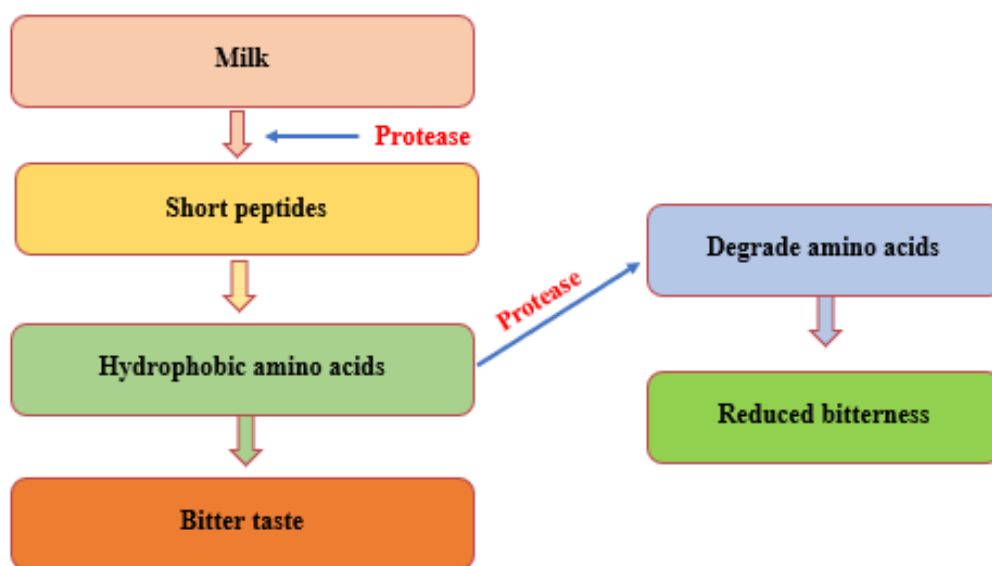 Milk
Protease
Short peptides
Hydrophobic amino acids
Bitter taste
Protease
Degrade amino acids
Reduced bitterness